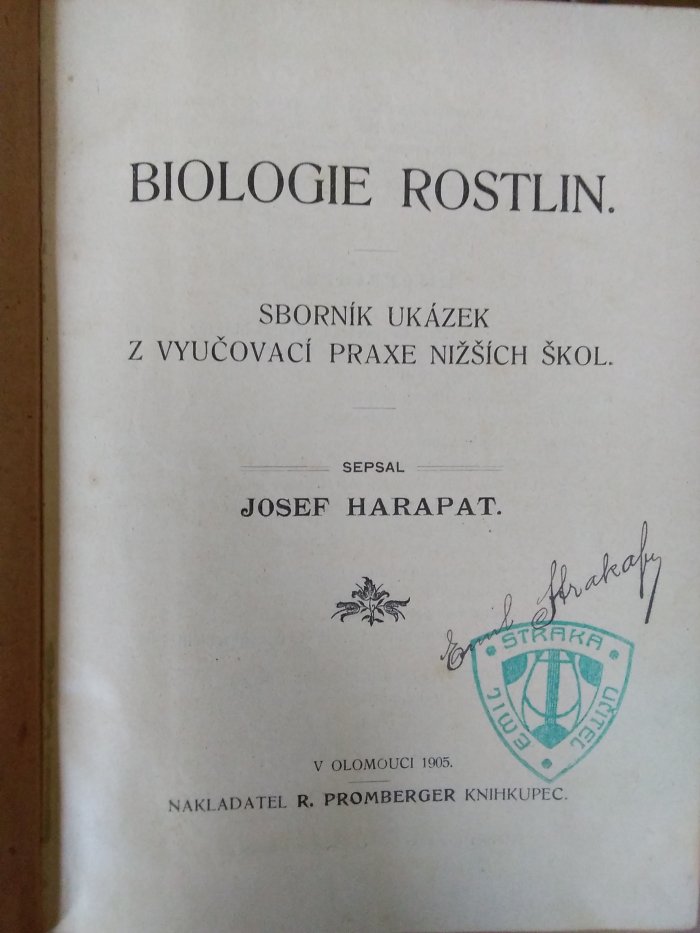 BIOLOGIE ROSTLIN.
SBORNÍK UKÁZEK
Z VYUČOVACÍ PRAXE NIŽŠÍCH ŠKOL.
SEPSAL
JOSEF HARAPAT.
Emil Straka
EMIL STRAKA UČITEL
V OLOMOUCI 1905.
NAKLADATEL R. PROMBERGER KNIHKUPEC.